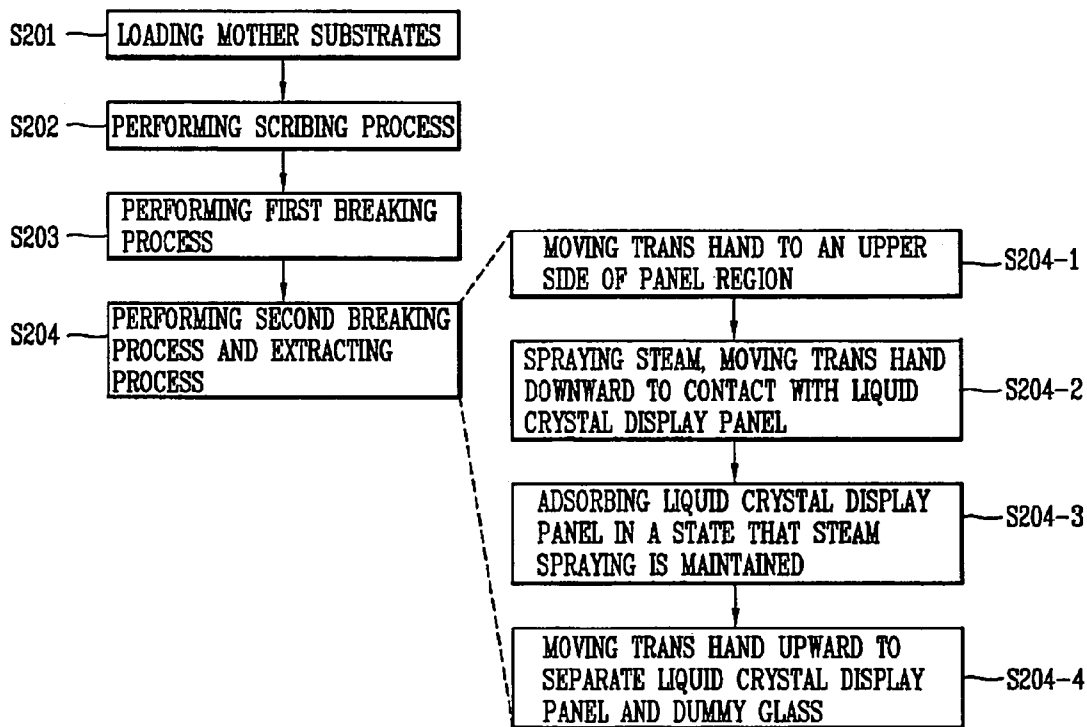 S201
LOADING MOTHER SUBSTRATES
S202
PERFORMING SCRIBING PROCESS
S203
PERFORMING FIRST BREAKING
PROCESS
S204
PERFORMING SECOND BREAKING
PROCESS AND EXTRACTING
PROCESS
MOVING TRANS HAND TO AN UPPER
SIDE OF PANEL REGION
S204-1
SPRAYING STEAM, MOVING TRANS HAND
DOWNWARD TO CONTACT WITH LIQUID
CRYSTAL DISPLAY PANEL
S204-2
ADSORBING LIQUID CRYSTAL DISPLAY
PANEL IN A STATE THAT STEAM
SPRAYING IS MAINTAINED
S204-3
MOVING TRANS HAND UPWARD TO
SEPARATE LIQUID CRYSTAL DISPLAY
PANEL AND DUMMY GLASS
S204-4